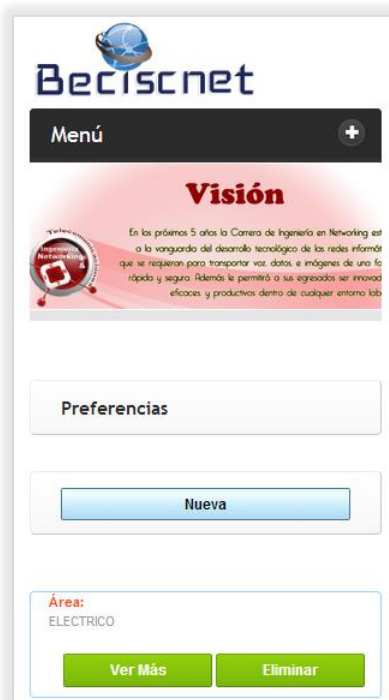 Beciscnet
Menú
Visión
En los próximos 5 años la Carrera de Ingeniería en Networking est
a la vanguardia del desarrollo tecnológico de las redes informát
que se requieran para transportar voz, datos e imágenes de una fo
rápida y segura. Además le permitirá a sus egresados ser innovad
eficaces y productivos dentro de cualquier entorno lab
Ingeniería
Networking
Preferencias
Nueva
Área:
ELECTRICO
Ver Más
Eliminar